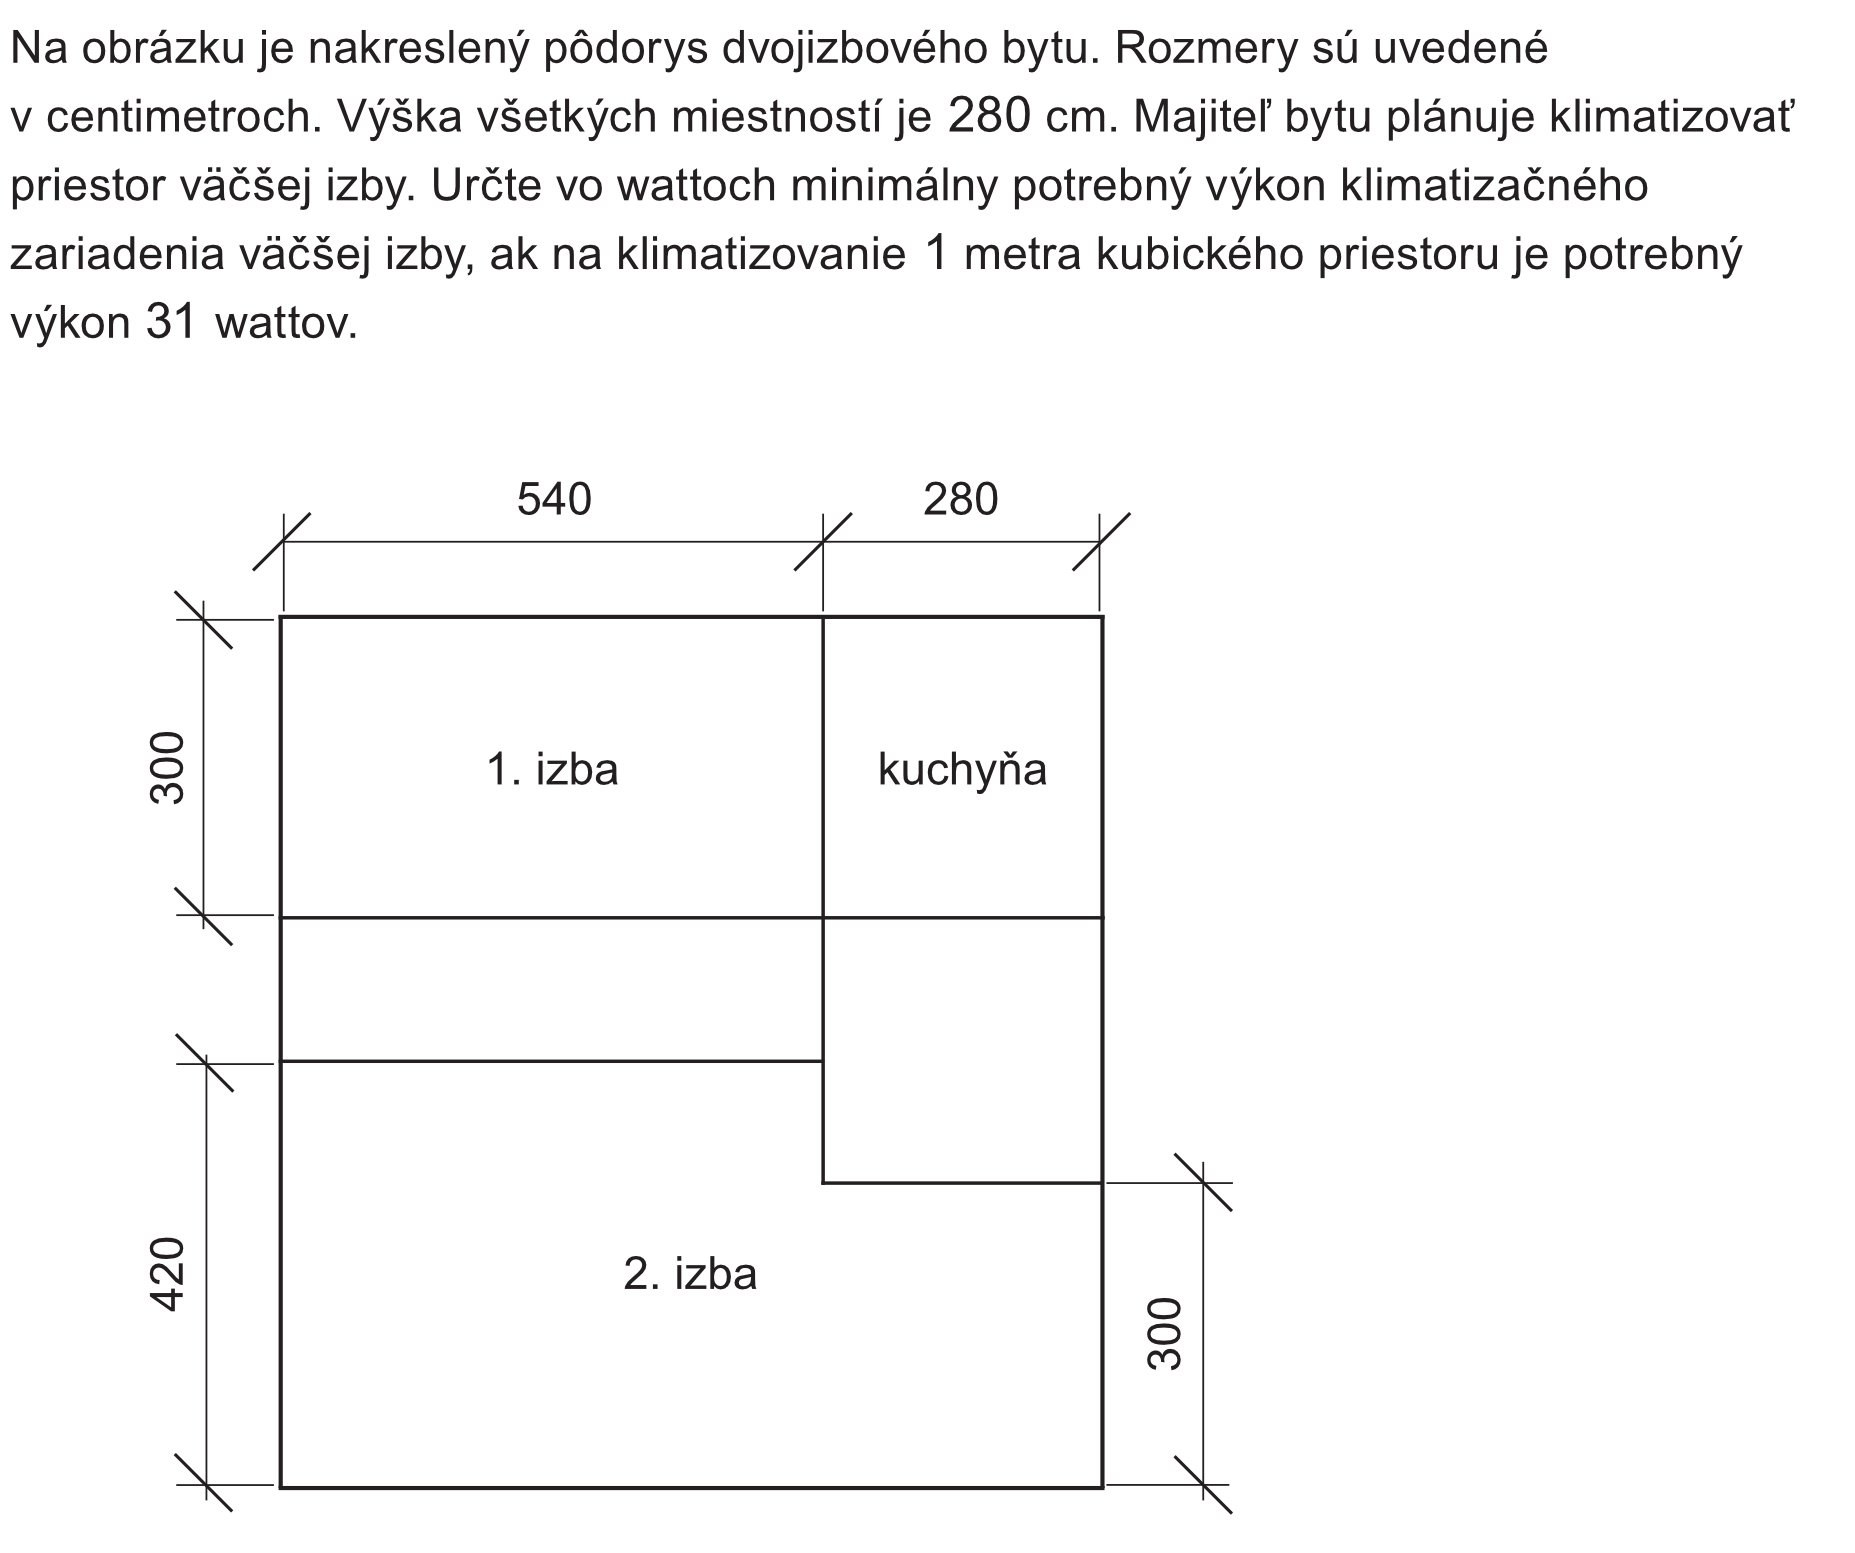 Na obrázku je nakreslený pôdorys dvojizbového bytu. Rozmery sú uvedené
v centimetroch. Výška všetkých miestností je 280 cm. Majiteľ bytu plánuje klimatizovať
priestor väčšej izby. Určte vo wattoch minimálny potrebný výkon klimatizačného
zariadenia väčšej izby, ak na klimatizovanie 1 metra kubického priestoru je potrebný
výkon 31 wattov.
540
280
300
1. izba
kuchyňa
420
2. izba
300